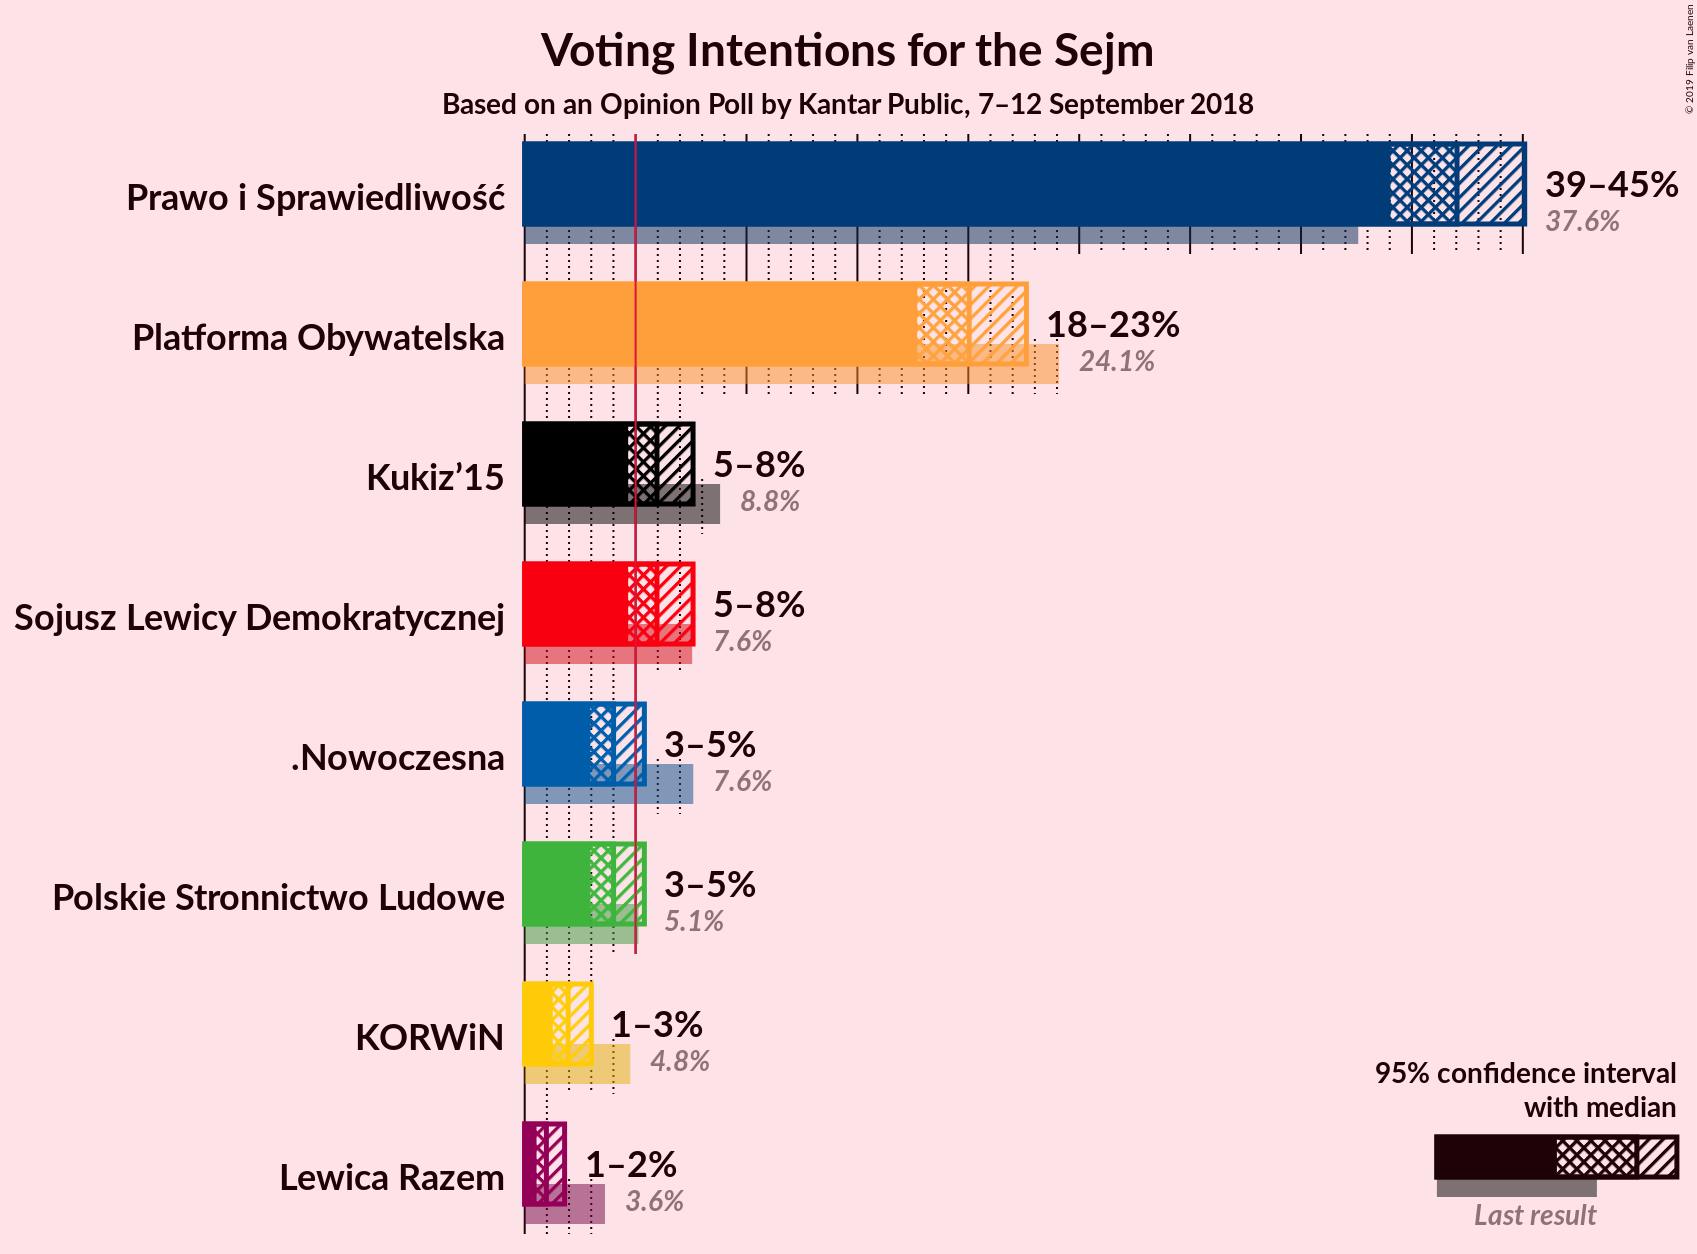 Voting Intentions for the Sejm
Based on an Opinion Poll by Kantar Public, 7–12 September 2018
© 2019 Filip van Laenen
Prawo i Sprawiedliwość
39–45%
37.6%
Platforma Obywatelska
18–23%
24.1%
Kukiz’15
5–8%
8.8%
Sojusz Lewicy Demokratycznej
5–8%
7.6%
.Nowoczesna
3–5%
7.6%
Polskie Stronnictwo Ludowe
3–5%
5.1%
KORWiN
1–3%
4.8%
Lewica Razem
1–2%
3.6%
95% confidence interval
with median
Last result